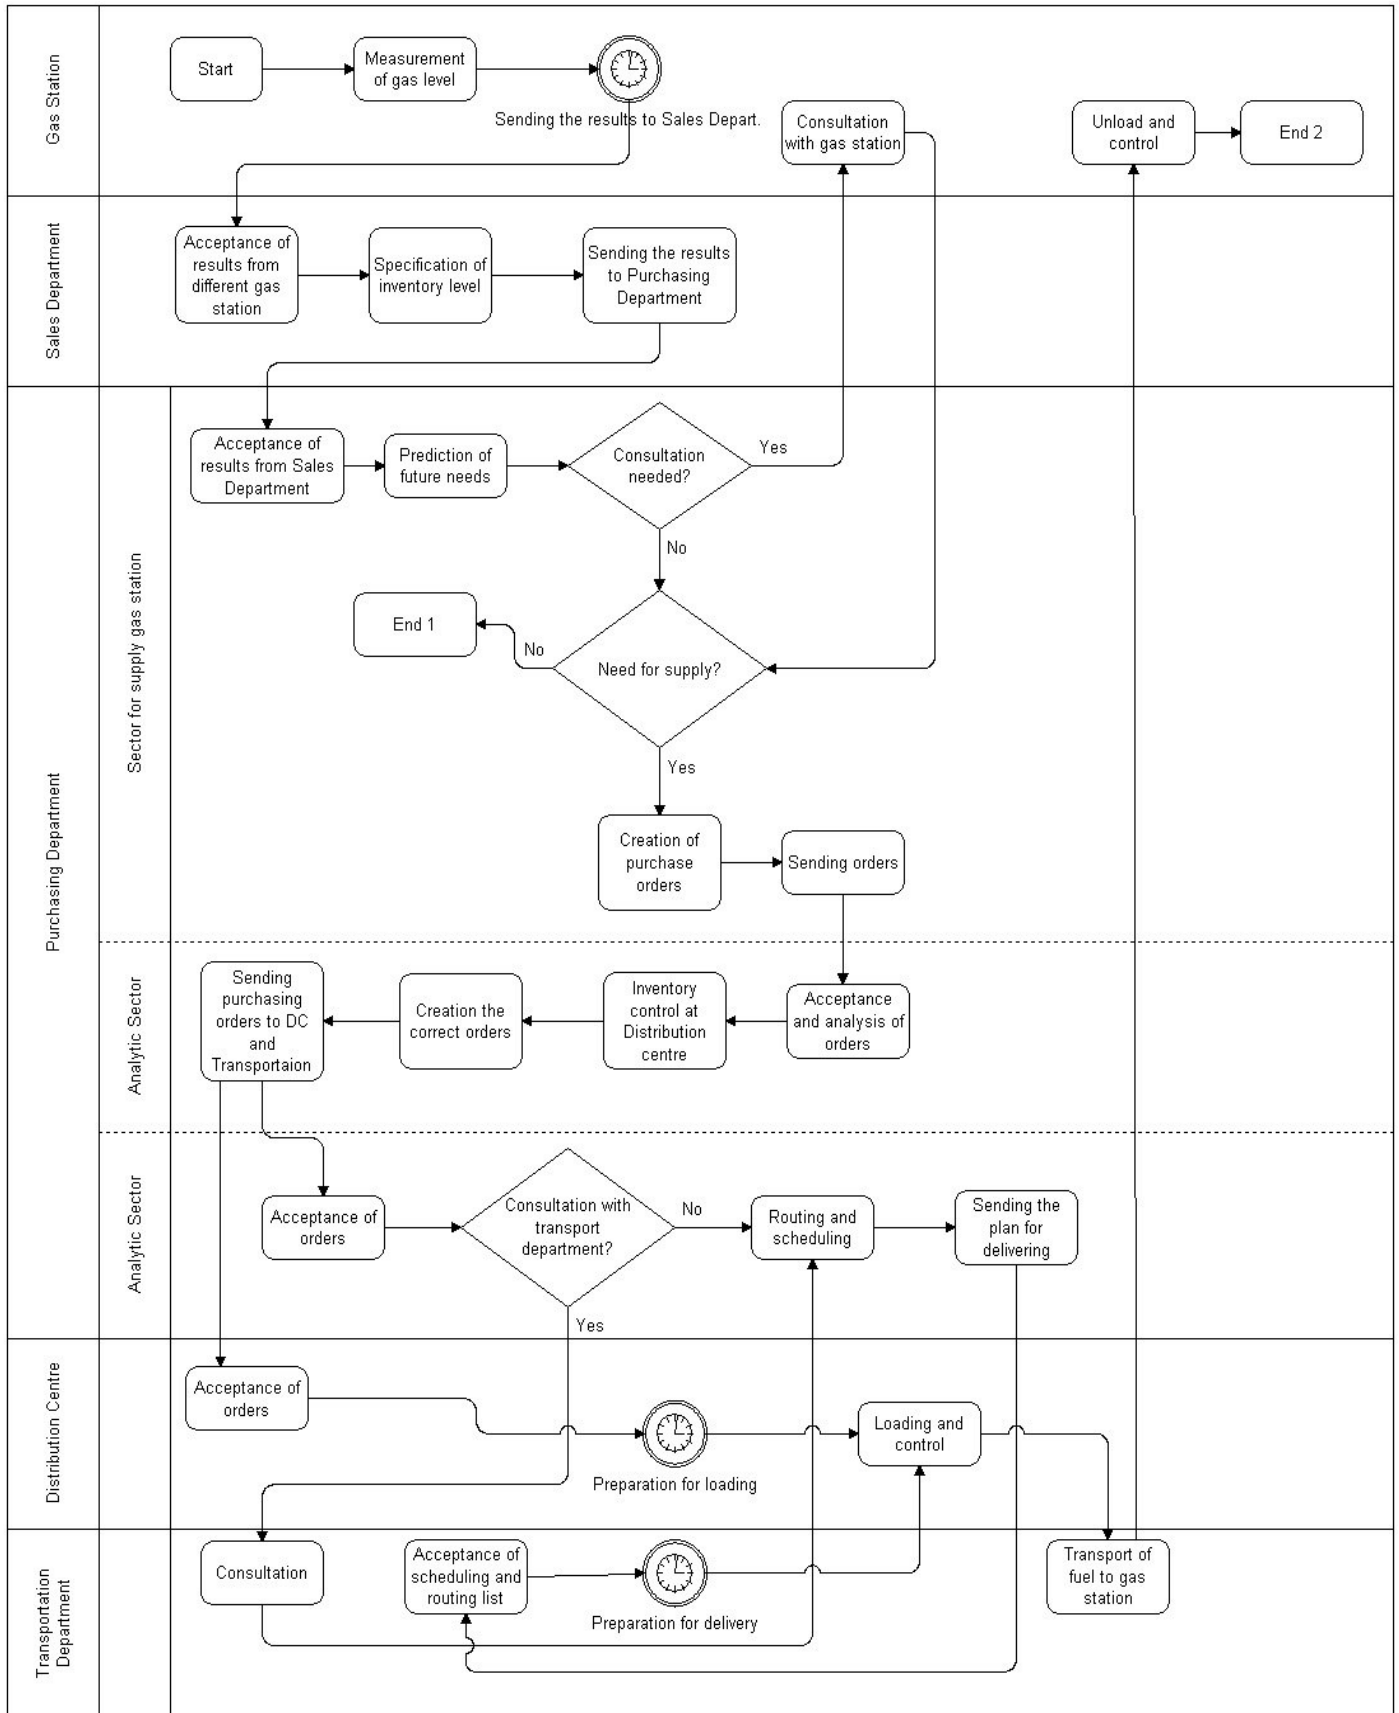 Gas Station
Start
Measurement
of gas level
Sending the results to Sales Depart.
Consultation
with gas station
Unload and
control
End 2
Sales Department
Acceptance of
results from
different gas
station
Specification of
inventory level
Sending the results
to Purchasing
Department
Purchasing Department
Sector for supply gas station
Acceptance of
results from Sales
Department
Prediction of
future needs
Consultation
needed?
Yes
No
End 1
No
Need for supply?
Yes
Creation of
purchase
orders
Sending orders
Analytic Sector
Sending
purchasing
orders to DC
and
Transportaion
Creation the
correct orders
Inventory
control at
Distribution
centre
Acceptance
and analysis of
orders
Analytic Sector
Acceptance of
orders
Consultation with
transport
department?
No
Yes
Routing and
scheduling
Sending the
plan for
delivering
Distribution Centre
Acceptance of
orders
Preparation for loading
Loading and
control
Transportation
Department
Consultation
Acceptance of
scheduling and
routing list
Preparation for delivery
Transport of
fuel to gas
station